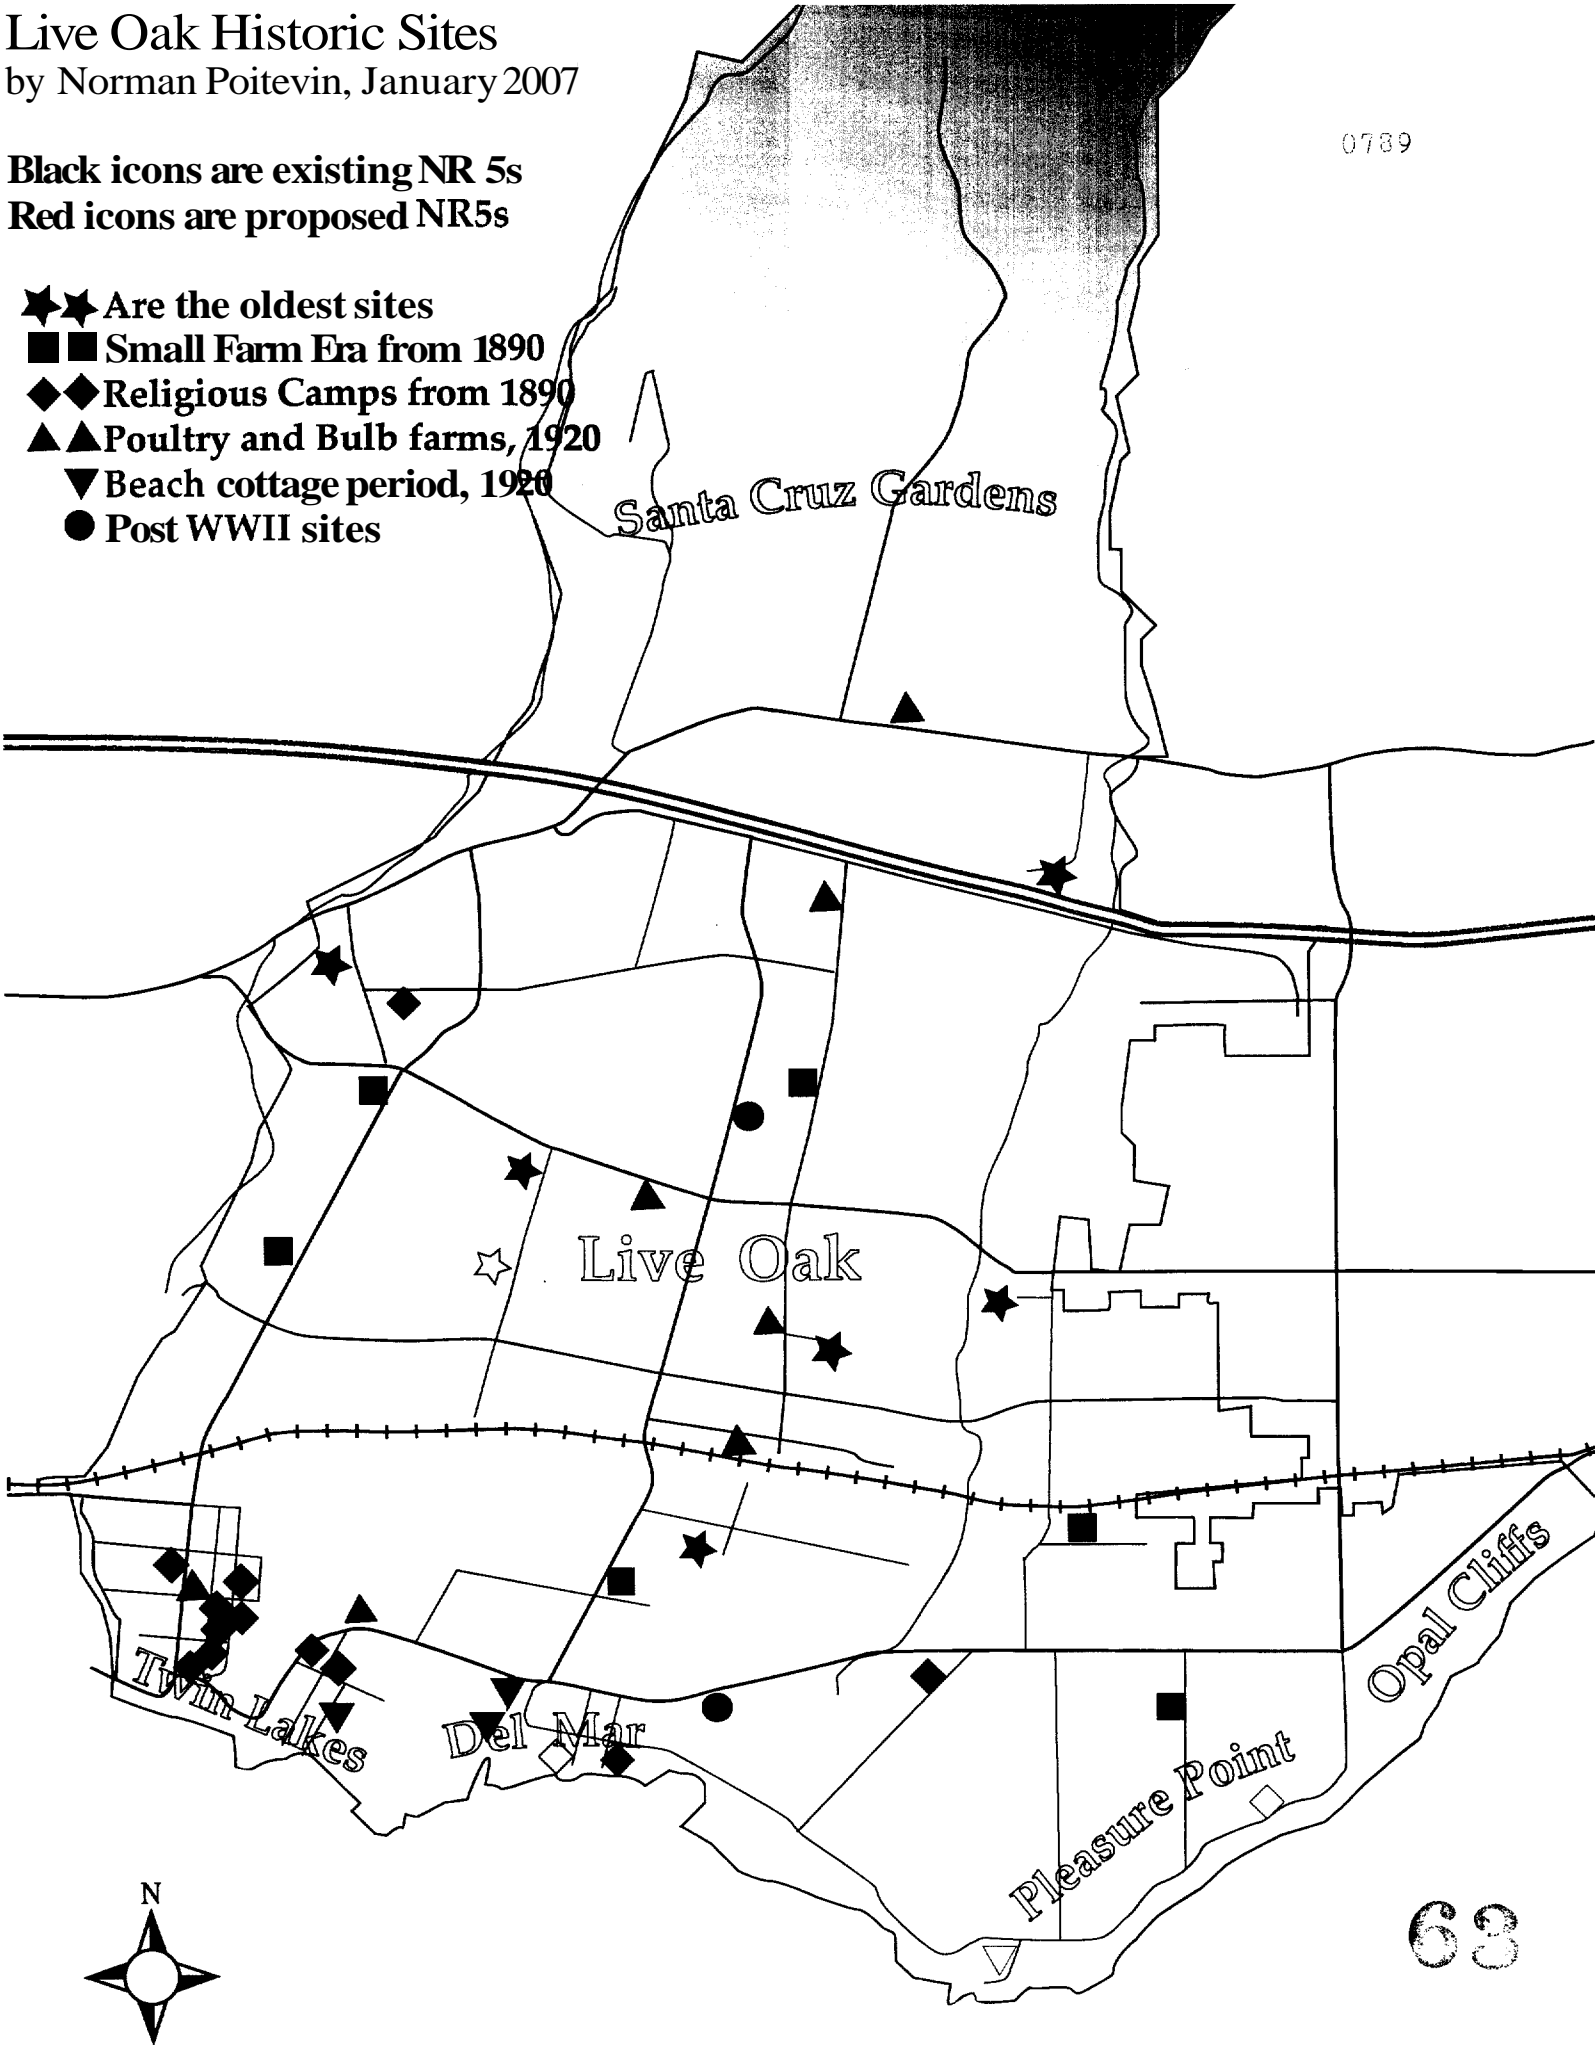 Live Oak Historic Sites
by Norman Poitevin, January 2007
0789
Black icons are existing NR 5s
Red icons are proposed NR5s
Are the oldest sites
Small Farm Era from 1890
Religious Camps from 1890
Poultry and Bulb farms, 1920
Beach cottage period, 1920
Post WWII sites
Santa Cruz Gardens
Live Oak
Opal Cliffs
Twin Lakes
Del Mar
Pleasure Point
N
63